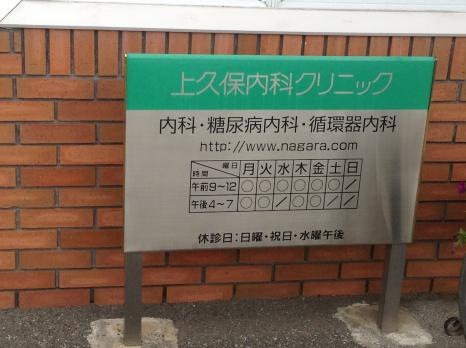 上久保内科クリニック
内科・糖尿病内科・循環器内科
http://www.nagara.com
曜日 時間 月 火 水 木 金 土 日
午前9～12 ○ ○ ○ ○ ○ ○ ／
午後4～7 ○ ○ ／ ○ ○ ／ ／
休診日:日曜・祝日・水曜午後